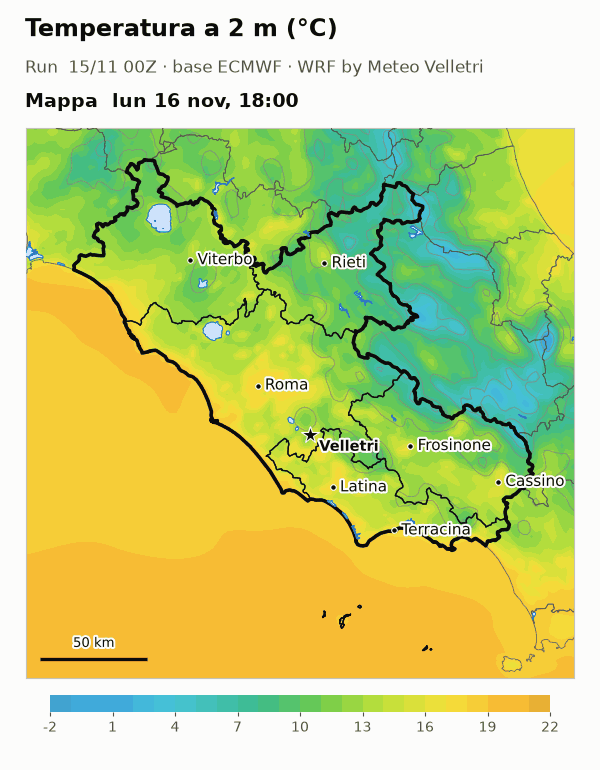 Temperatura a 2 m (°C)
Run 15/11 00Z · base ECMWF · WRF by Meteo Velletri
Mappa lun 16 nov, 18:00
Viterbo
Rieti
Roma
Velletri
Frosinone
Latina
Cassino
Terracina
50 km
-2 1 4 7 10 13 16 19 22